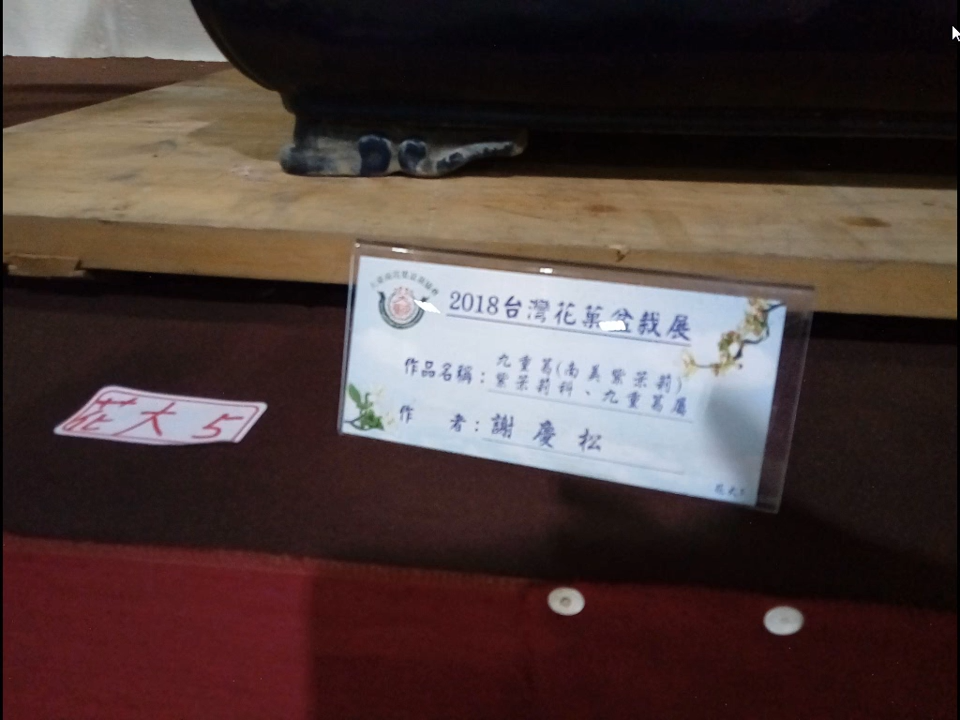 2018台灣花菓盆栽展
作品名稱：九重葛(南美紫茉莉)
紫茉莉科、九重葛屬
作 者：謝慶松
花大5